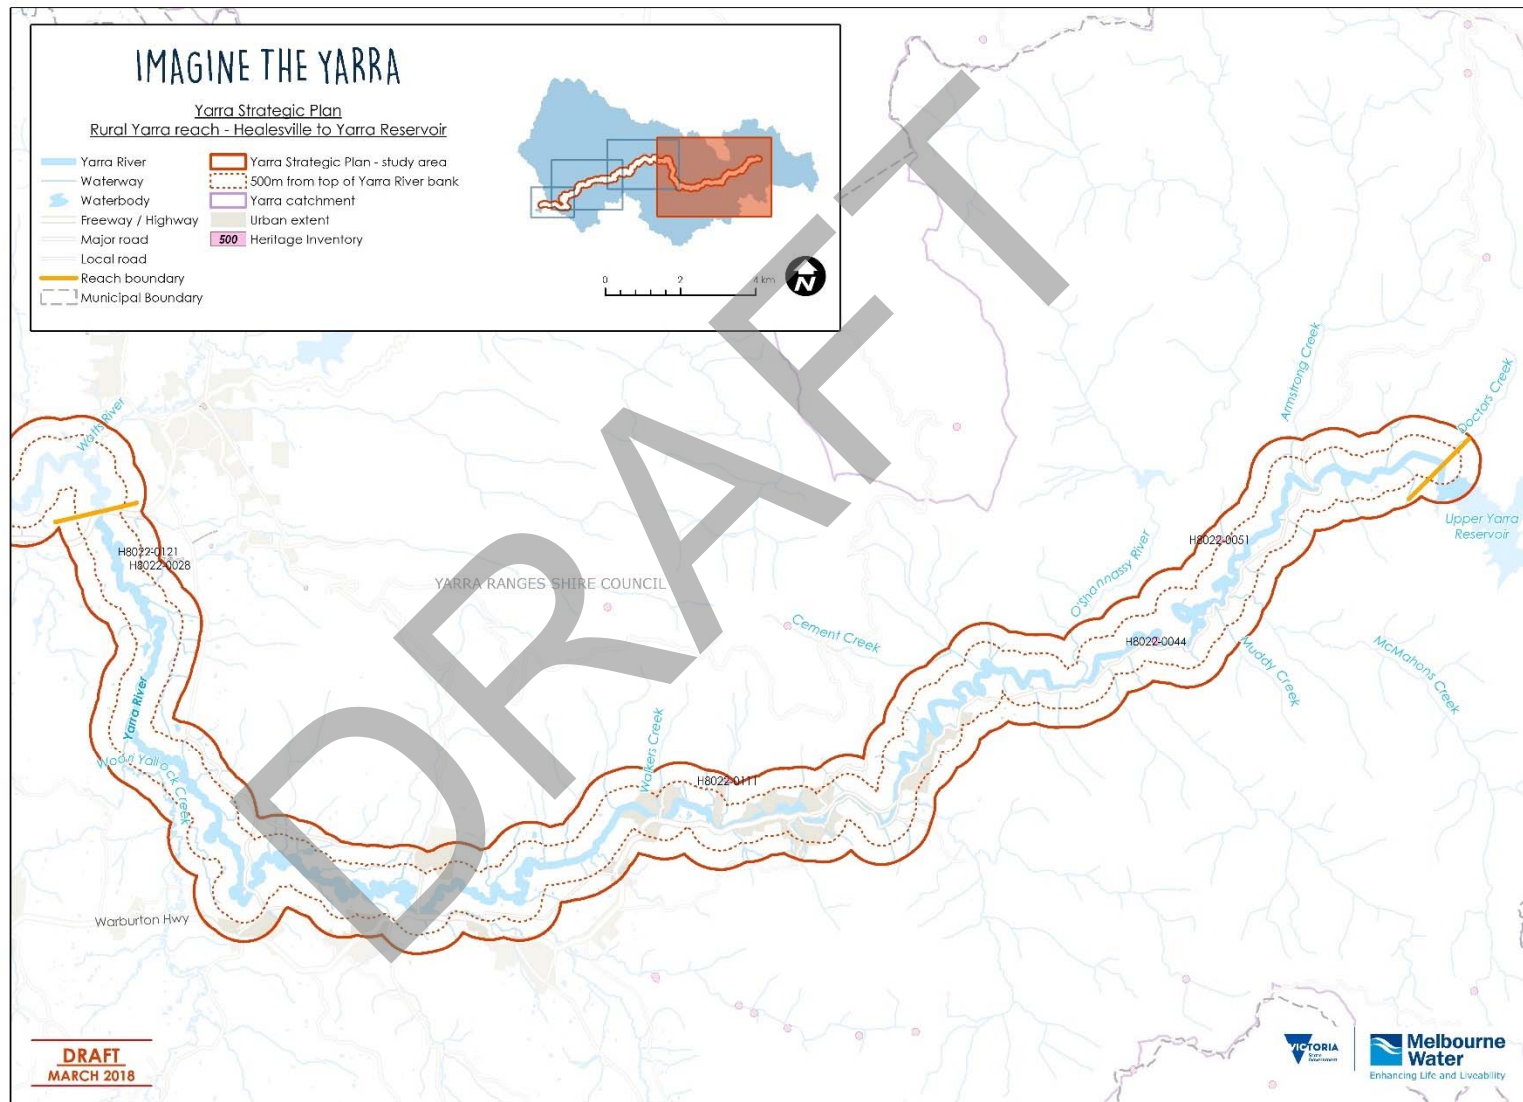 IMAGINE THE YARRA
Yarra Strategic Plan
Rural Yarra reach - Healesville to Yarra Reservoir
Yarra River
Waterway
Waterbody
Freeway / Highway
Major road
Local road
Reach boundary
Municipal Boundary
Yarra Strategic Plan - study area
500m from top of Yarra River bank
Yarra catchment
Urban extent
500 Heritage Inventory
0 2 4 km
N
DRAFT
Watts River
Armstrong Creek
Doctors Creek
Upper Yarra
Reservoir
H8022-0121
H8022-0028
H8022-0051
YARRA RANGES SHIRE COUNCIL
O'Shannassy River
Cement Creek
H8022-0044
Muddy Creek
McMahons Creek
Yarra River
Woori Yallock Creek
Walkers Creek
H8022-0111
Warburton Hwy
DRAFT
MARCH 2018
VICTORIA
State
Government
Melbourne
Water
Enhancing Life and Liveability